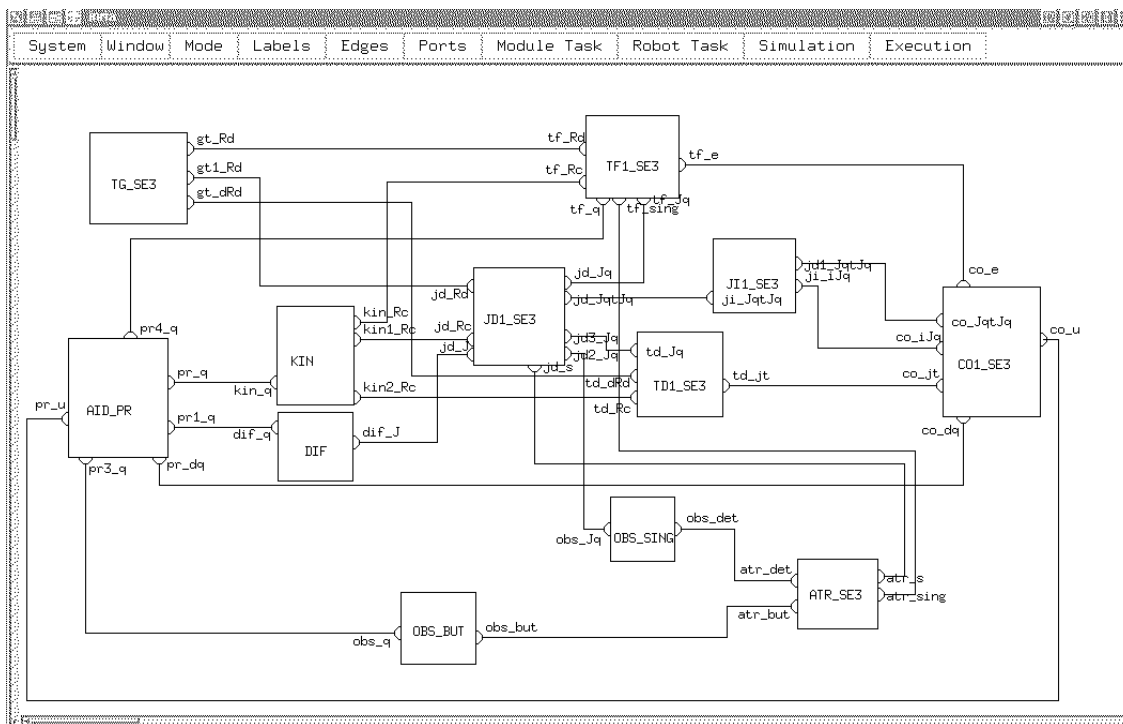 System Window Mode Labels Edges Ports Module Task Robot Task Simulation Execution
gt_Rd
tf_Rd
tf_e
TG_SE3
gt1_Rd
tf_Rc
TF1_SE3
gt_dRd
tf_q
tf_sing
tf_Jq
jd_Jq
jd1_JqtJq
ji_iJq
co_e
JI1_SE3
jd_Rd
jd_JqtJq
ji_JqtJq
kin_Rc
JD1_SE3
co_JqtJq
pr4_q
kin1_Rc
jd_Rc
jd3_Jq
co_iJq
co_u
KIN
jd_J
jd2_Jq
td_Jq
CO1_SE3
jd_s
pr_q
kin_q
kin2_Rc
td_dRd
TD1_SE3
td_jt
co_jt
pr_u
AID_PR
td_Rc
pr1_q
dif_q
dif_J
co_dq
DIF
pr3_q
pr_dq
obs_det
obs_Jq
OBS_SING
atr_det
atr_s
ATR_SE3
atr_sing
atr_but
OBS_BUT
obs_but
obs_q